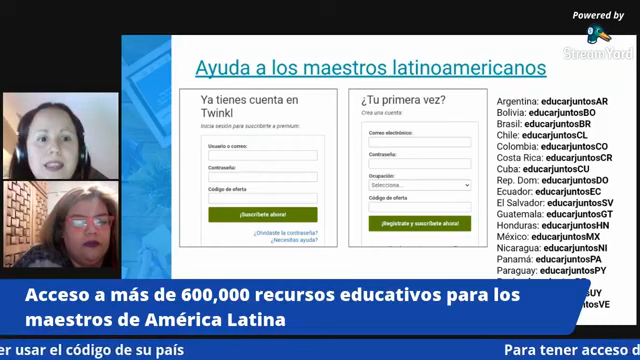 Powered by
StreamYard
Ayuda a los maestros latinoamericanos
Ya tienes cuenta en
Twinkl
Inicia sesión para suscribirte a premium:
Usuario o correo:
Contraseña:
Código de oferta
¡Suscríbete ahora!
¿Olvidaste la contraseña?
¿Necesitas ayuda?
¿Tu primera vez?
Crea una cuenta:
Correo electrónico:
Contraseña:
Ocupación:
Selecciona...
Código de oferta
¡Regístrate y suscríbete ahora!
Argentina: educarjuntosAR
Bolivia: educarjuntosBO
Brasil: educarjuntosBR
Chile: educarjuntosCL
Colombia: educarjuntosCO
Costa Rica: educarjuntosCR
Cuba: educarjuntosCU
Rep. Dom: educarjuntosDO
Ecuador: educarjuntosEC
El Salvador: educarjuntosSV
Guatemala: educarjuntosGT
Honduras: educarjuntosHN
México: educarjuntosMX
Nicaragua: educarjuntosNI
Panamá: educarjuntosPA
Paraguay: educarjuntosPY
UY
ntosVE
Acceso a más de 600,000 recursos educativos para los
maestros de América Latina
er usar el código de su país
Para tener acceso d